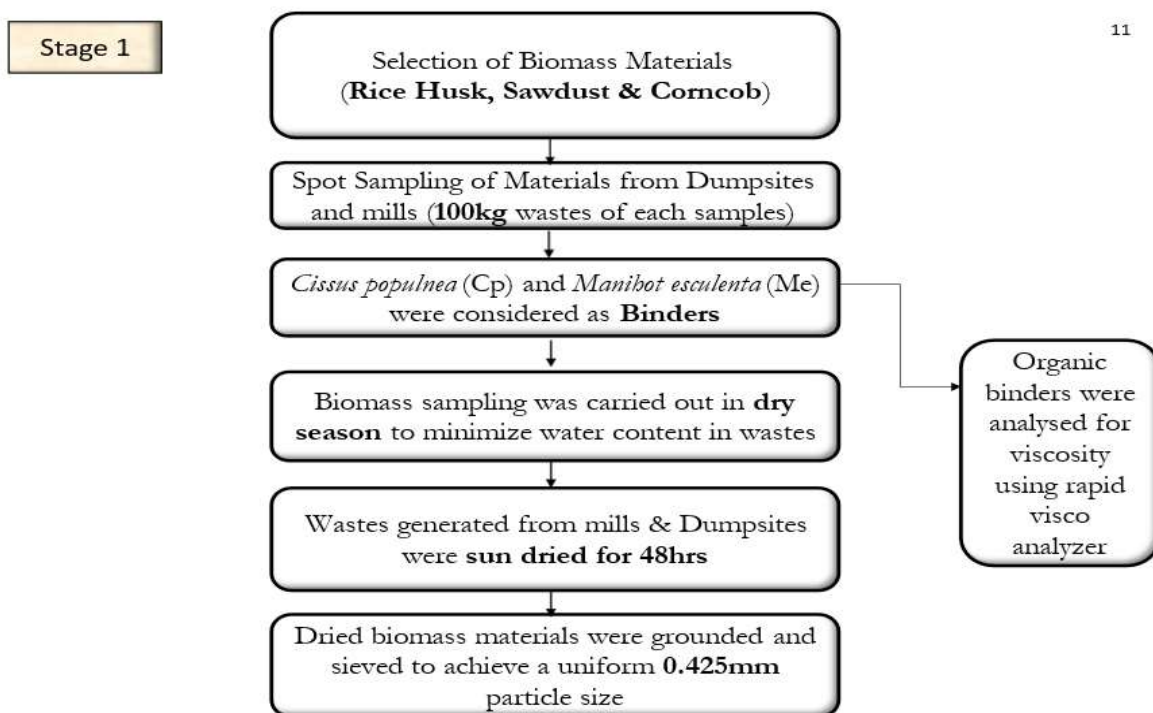 Stage 1
11
Selection of Biomass Materials
(Rice Husk, Sawdust & Corncob)
Spot Sampling of Materials from Dumpsites
and mills (100kg wastes of each samples)
Cissus populnea (Cp) and Manihot esculenta (Me)
were considered as Binders
Organic
binders were
analysed for
viscosity
using rapid
visco
analyzer
Biomass sampling was carried out in dry
season to minimize water content in wastes
Wastes generated from mills & Dumpsites
were sun dried for 48hrs
Dried biomass materials were grounded and
sieved to achieve a uniform 0.425mm
particle size